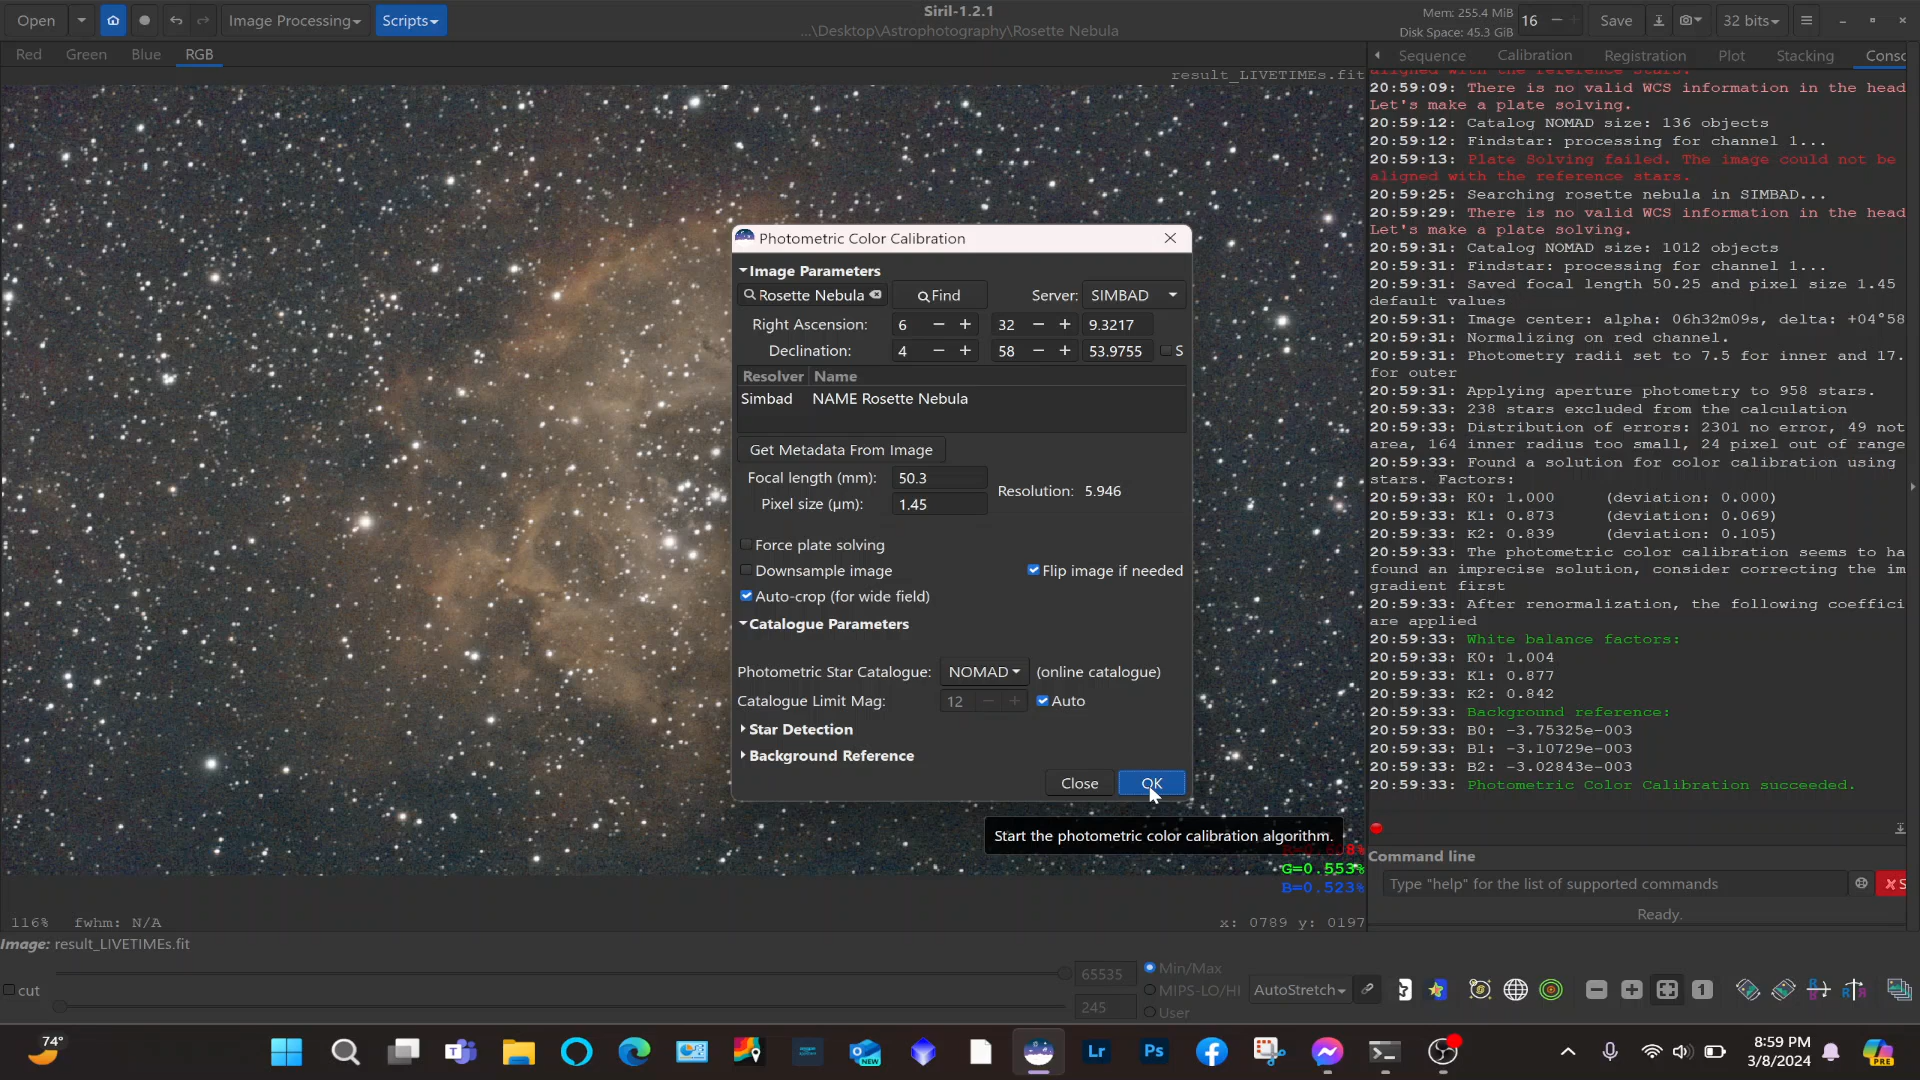 Open
Image Processing
Scripts
Siril-1.2.1
...\Desktop\Astrophotography\Rosette Nebula
Mem: 255.4 MiB
Disk Space: 45.3 GiB
16
Save
32 bits
Red Green Blue RGB
Sequence Calibration Registration Plot Stacking Consc
result_LIVETIMEs.fit
aligned with the reference stars.
20:59:09: There is no valid WCS information in the head
Let's make a plate solving.
20:59:12: Catalog NOMAD size: 136 objects
20:59:12: Findstar: processing for channel 1...
20:59:13: Plate Solving failed. The image could not be
aligned with the reference stars.
20:59:25: Searching rosette nebula in SIMBAD...
20:59:29: There is no valid WCS information in the head
Let's make a plate solving.
20:59:31: Catalog NOMAD size: 1012 objects
20:59:31: Findstar: processing for channel 1...
20:59:31: Saved focal length 50.25 and pixel size 1.45
default values
20:59:31: Image center: alpha: 06h32m09s, delta: +04°58
20:59:31: Normalizing on red channel.
20:59:31: Photometry radii set to 7.5 for inner and 17.
for outer
20:59:31: Applying aperture photometry to 958 stars.
20:59:33: 238 stars excluded from the calculation
20:59:33: Distribution of errors: 2301 no error, 49 not
area, 164 inner radius too small, 24 pixel out of range
20:59:33: Found a solution for color calibration using
stars. Factors:
20:59:33: K0: 1.000 (deviation: 0.000)
20:59:33: K1: 0.873 (deviation: 0.069)
20:59:33: K2: 0.839 (deviation: 0.105)
20:59:33: The photometric color calibration seems to ha
found an imprecise solution, consider correcting the im
gradient first
20:59:33: After renormalization, the following coeffici
are applied
20:59:33: White balance factors:
20:59:33: K0: 1.004
20:59:33: K1: 0.877
20:59:33: K2: 0.842
20:59:33: Background reference:
20:59:33: B0: -3.75325e-003
20:59:33: B1: -3.10729e-003
20:59:33: B2: -3.02843e-003
20:59:33: Photometric Color Calibration succeeded.
Photometric Color Calibration
Image Parameters
Rosette Nebula Find Server: SIMBAD
Right Ascension: 6 − + 32 − + 9.3217
Declination: 4 − + 58 − + 53.9755 S
Resolver Name
Simbad NAME Rosette Nebula
Get Metadata From Image
Focal length (mm): 50.3
Resolution: 5.946
Pixel size (µm): 1.45
Force plate solving
Downsample image Flip image if needed
Auto-crop (for wide field)
Catalogue Parameters
Photometric Star Catalogue: NOMAD (online catalogue)
Catalogue Limit Mag: 12 − + Auto
Star Detection
Background Reference
Close OK
Start the photometric color calibration algorithm.
G=0.553%
B=0.523%
Command line
Type "help" for the list of supported commands
S
Ready.
116% fwhm: N/A
x: 0789 y: 0197
Image: result_LIVETIMEs.fit
cut
65535
245
Min/Max
MIPS-LO/HI
User
AutoStretch
1
74°
NEW
Lr
Ps
8:59 PM
3/8/2024
PRE